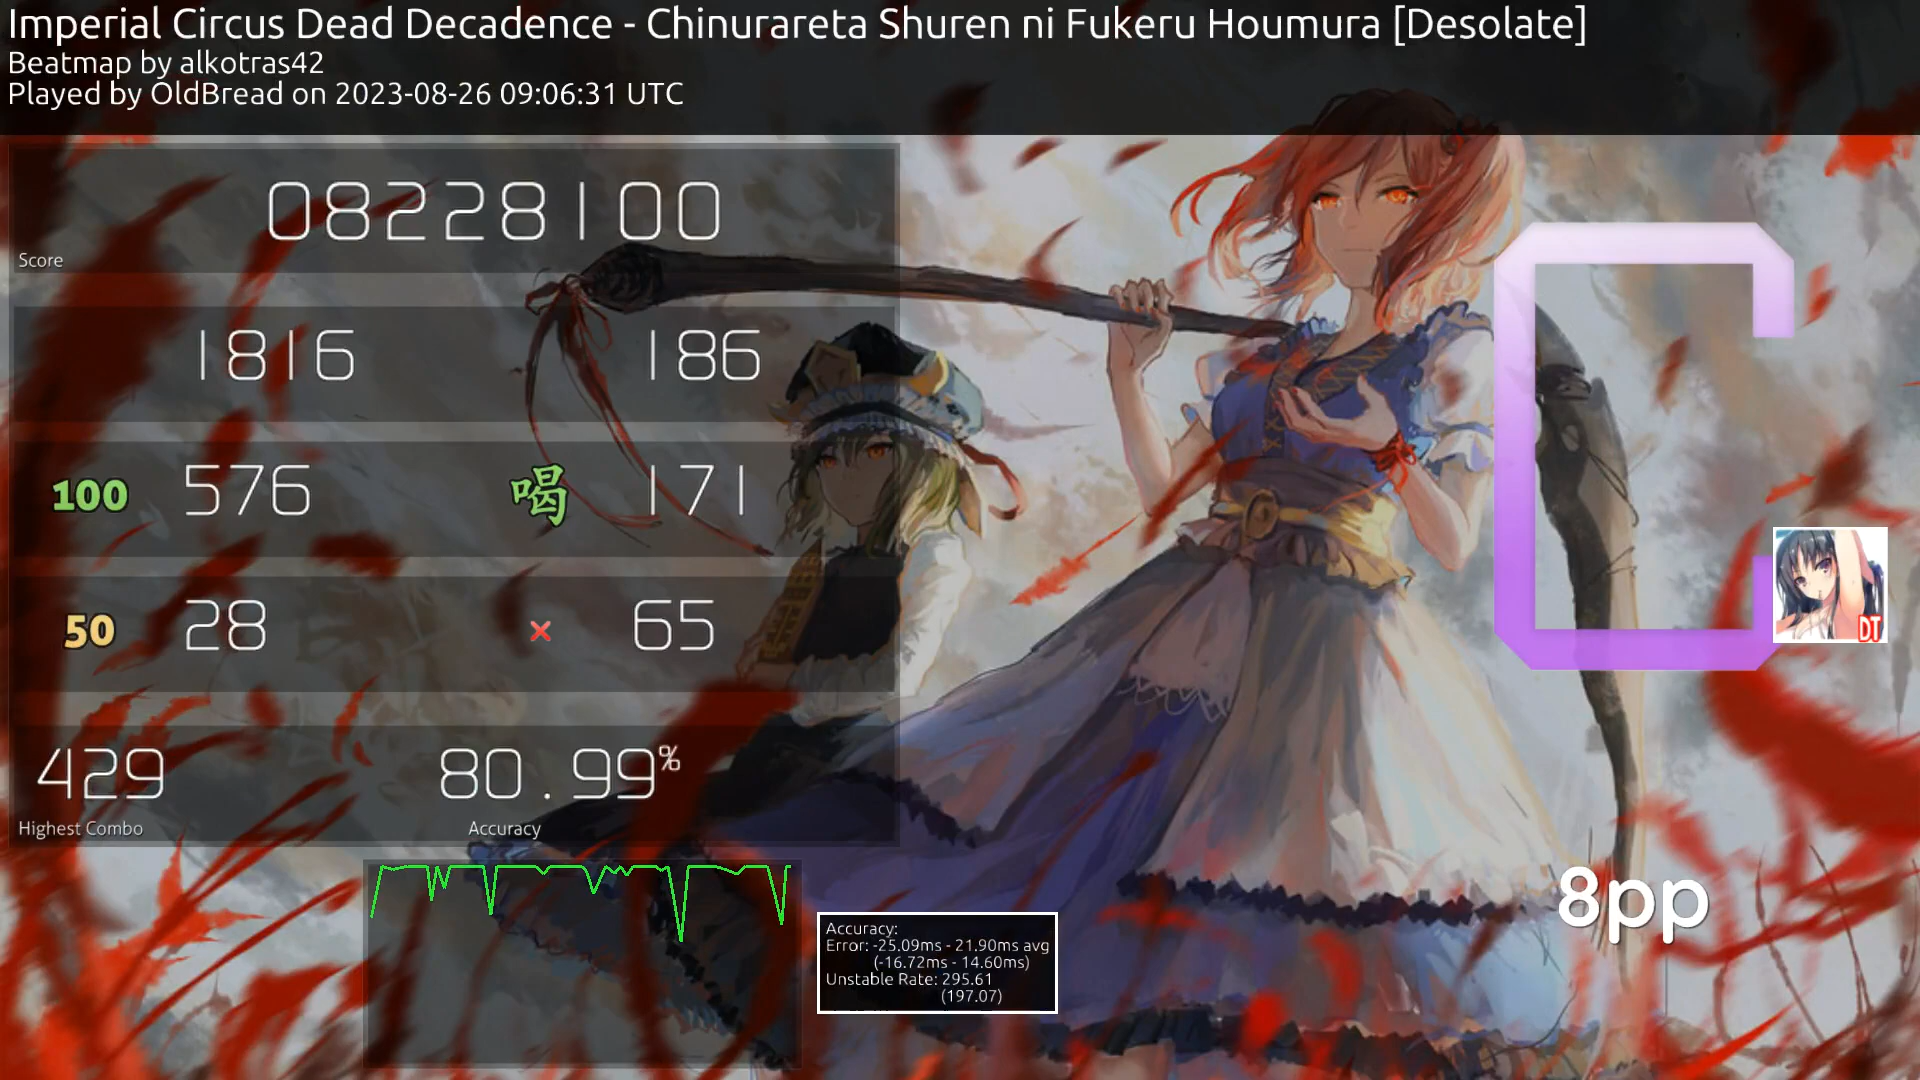 Imperial Circus Dead Decadence - Chinurareta Shuren ni Fukeru Houmura [Desolate]
Beatmap by alkotras42
Played by OldBread on 2023-08-26 09:06:31 UTC
08228100
Score
1816 186
100 576 喝 171
50 28 65
429 80.99%
Highest Combo Accuracy
C
DT
8pp
Accuracy:
Error: -25.09ms - 21.90ms avg
(-16.72ms - 14.60ms)
Unstable Rate: 295.61
(197.07)